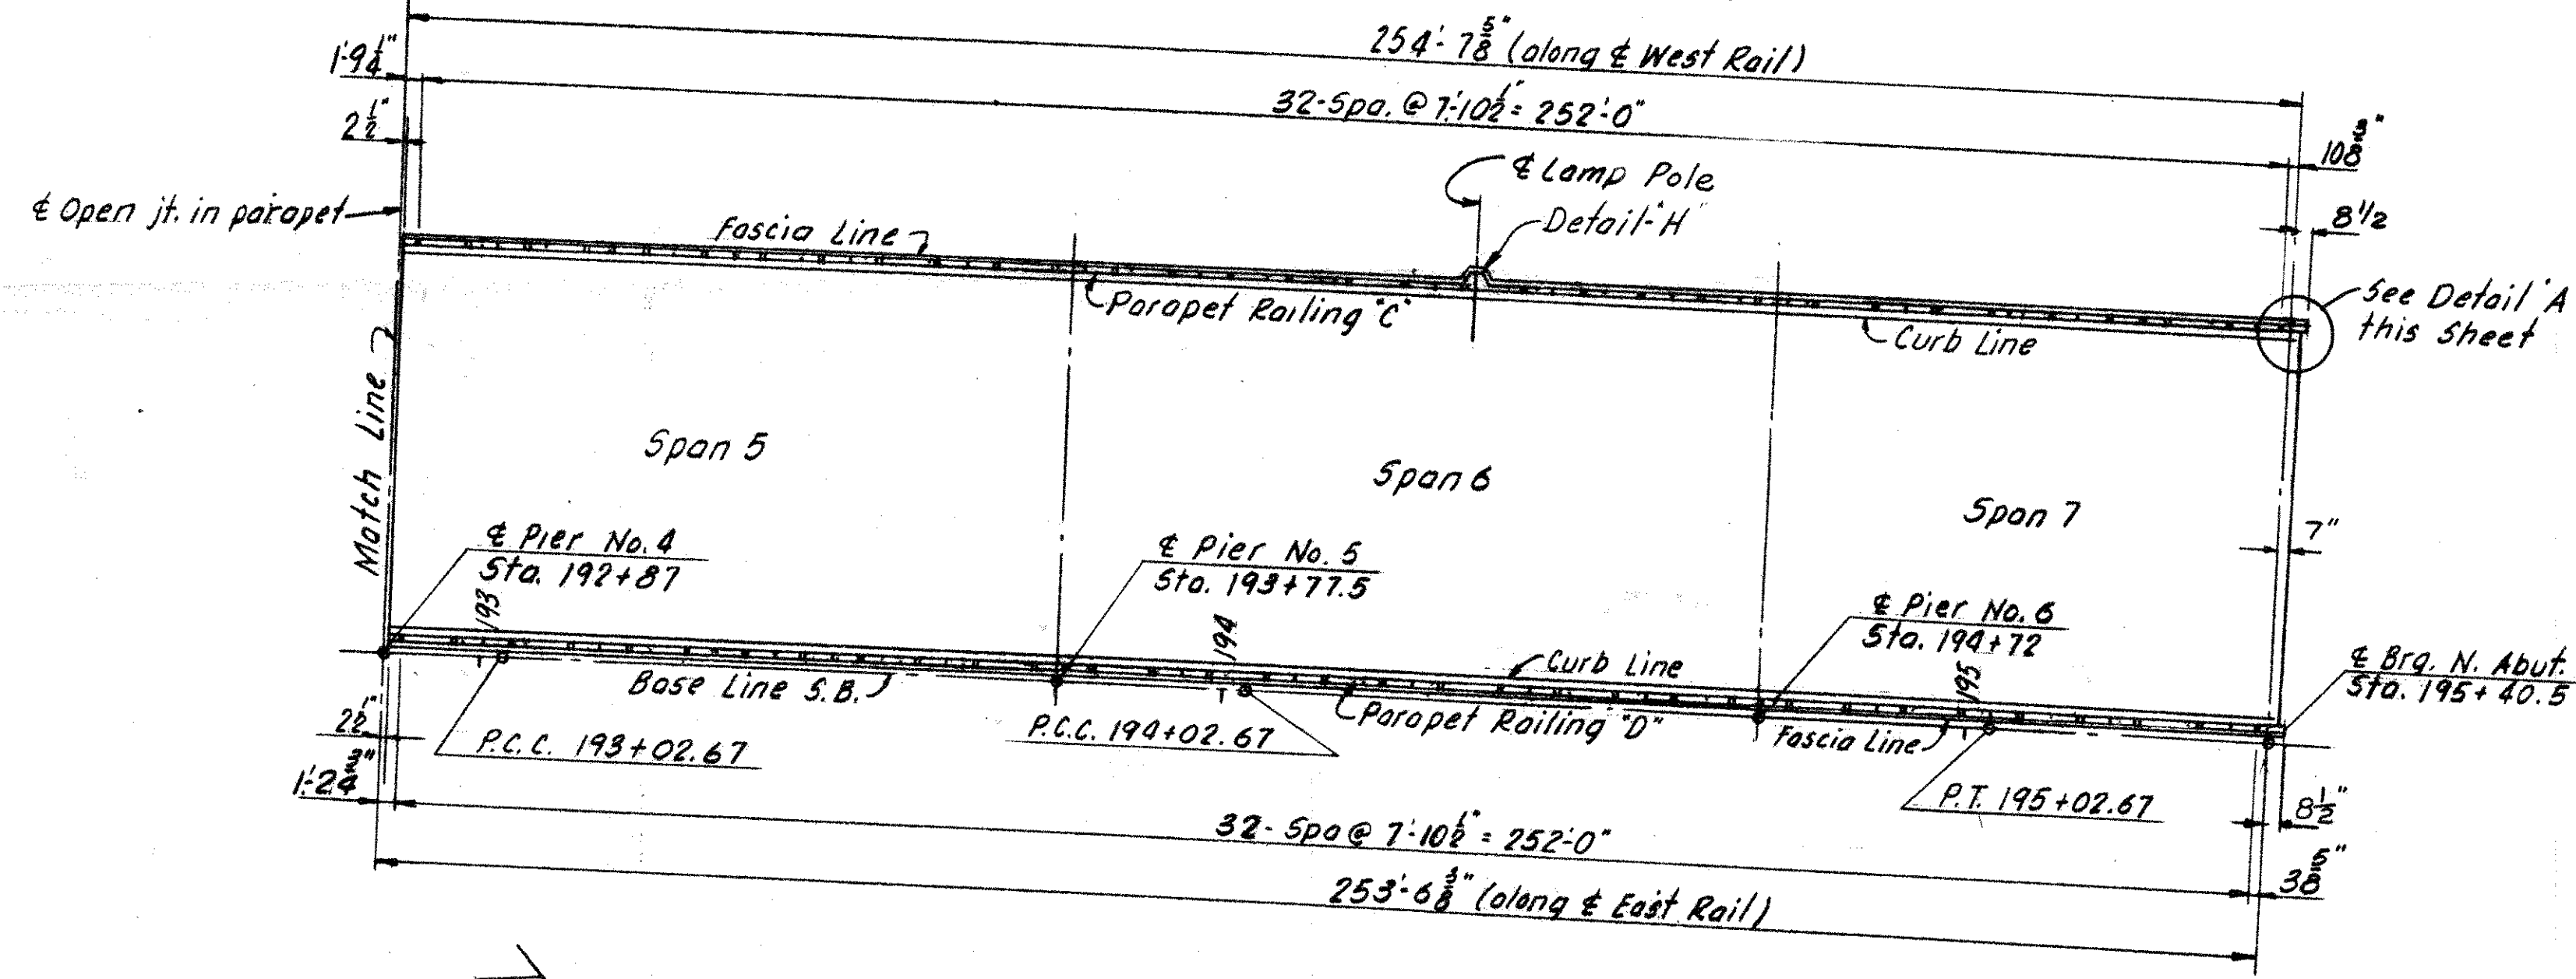 254'-7 5/8" (along ℄ West Rail)
1'-9 1/4"
32-Spa. @ 7'-10 1/2" = 252'-0"
2 1/2"
10 3/8"
℄ Lamp Pole
8 1/2
℄ Open jt. in parapet
Detail-"H"
Fascia Line
See Detail "A
this Sheet
Parapet Railing "C"
Curb Line
Match Line
Span 5
Span 6
Span 7
7"
℄ Pier No. 4
Sta. 192+87
℄ Pier No. 5
Sta. 193+77.5
℄ Pier No. 6
Sta. 194+72
193
194
195
℄ Brg. N. Abut.
Sta. 195+40.5
Curb Line
Base Line S.B.
Parapet Railing "D"
Fascia Line
2 1/2"
P.C.C. 193+02.67
P.C.C. 194+02.67
P.T. 195+02.67
1'-2 3/4"
8 1/2"
32-Spa @ 7'-10 1/2" = 252'-0"
3 5/8"
253'-6 3/8" (along ℄ East Rail)